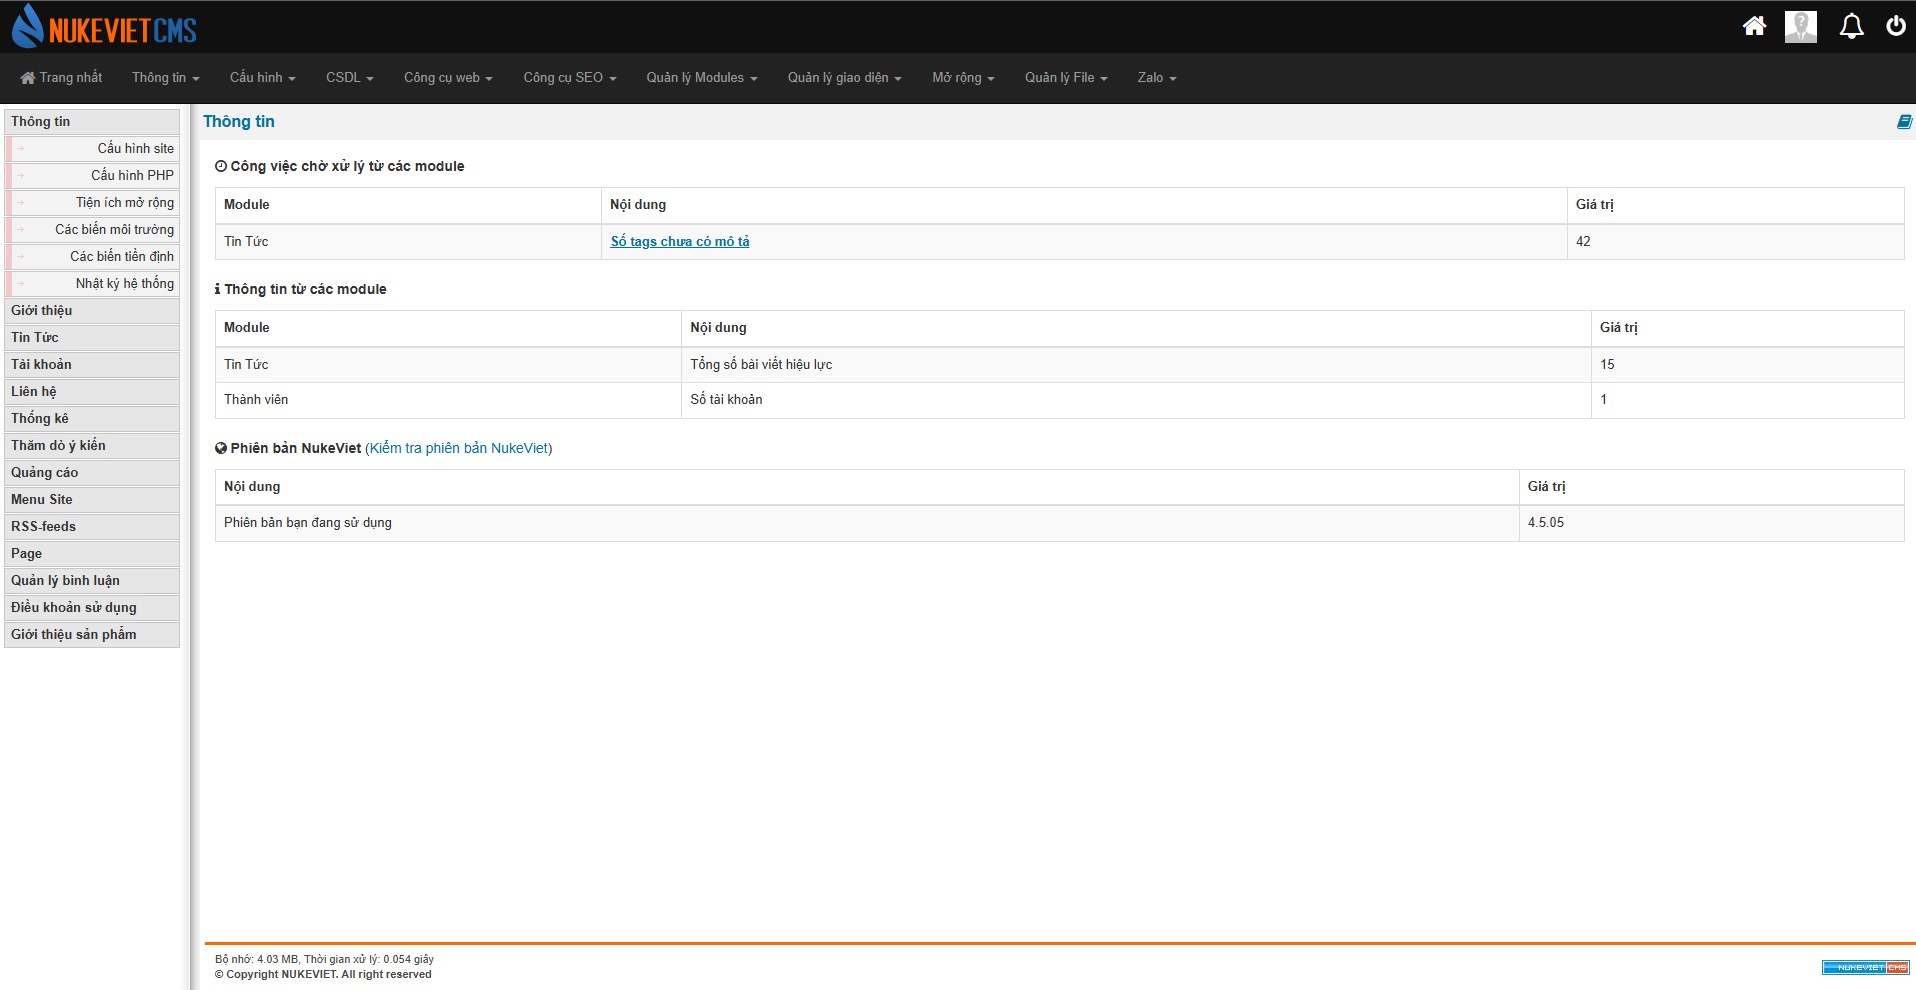 NUKEVIETCMS
Trang nhất Thông tin Cấu hình CSDL Công cụ web Công cụ SEO Quản lý Modules Quản lý giao diện Mở rộng Quản lý File Zalo
Thông tin
Cấu hình site
Cấu hình PHP
Tiện ích mở rộng
Các biến môi trường
Các biến tiền định
Nhật ký hệ thống
Giới thiệu
Tin Tức
Tài khoản
Liên hệ
Thống kê
Thăm dò ý kiến
Quảng cáo
Menu Site
RSS-feeds
Page
Quản lý bình luận
Điều khoản sử dụng
Giới thiệu sản phẩm
Thông tin
Công việc chờ xử lý từ các module
Module Nội dung Giá trị
Tin Tức Số tags chưa có mô tả 42
Thông tin từ các module
Module Nội dung Giá trị
Tin Tức Tổng số bài viết hiệu lực 15
Thành viên Số tài khoản 1
Phiên bản NukeViet (Kiểm tra phiên bản NukeViet)
Nội dung Giá trị
Phiên bản bạn đang sử dụng 4.5.05
Bộ nhớ: 4.03 MB, Thời gian xử lý: 0.054 giây
© Copyright NUKEVIET. All right reserved
NUKEVIET CMS